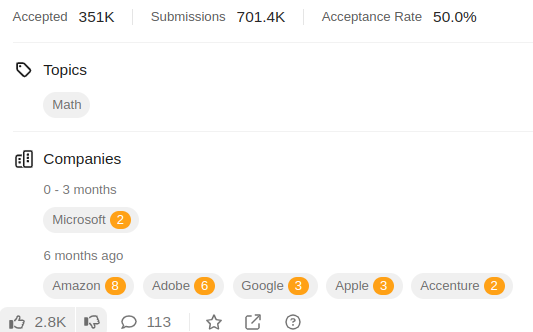 Accepted 351K Submissions 701.4K Acceptance Rate 50.0%
Topics
Math
Companies
0 - 3 months
Microsoft 2
6 months ago
Amazon 8 Adobe 6 Google 3 Apple 3 Accenture 2
2.8K 113